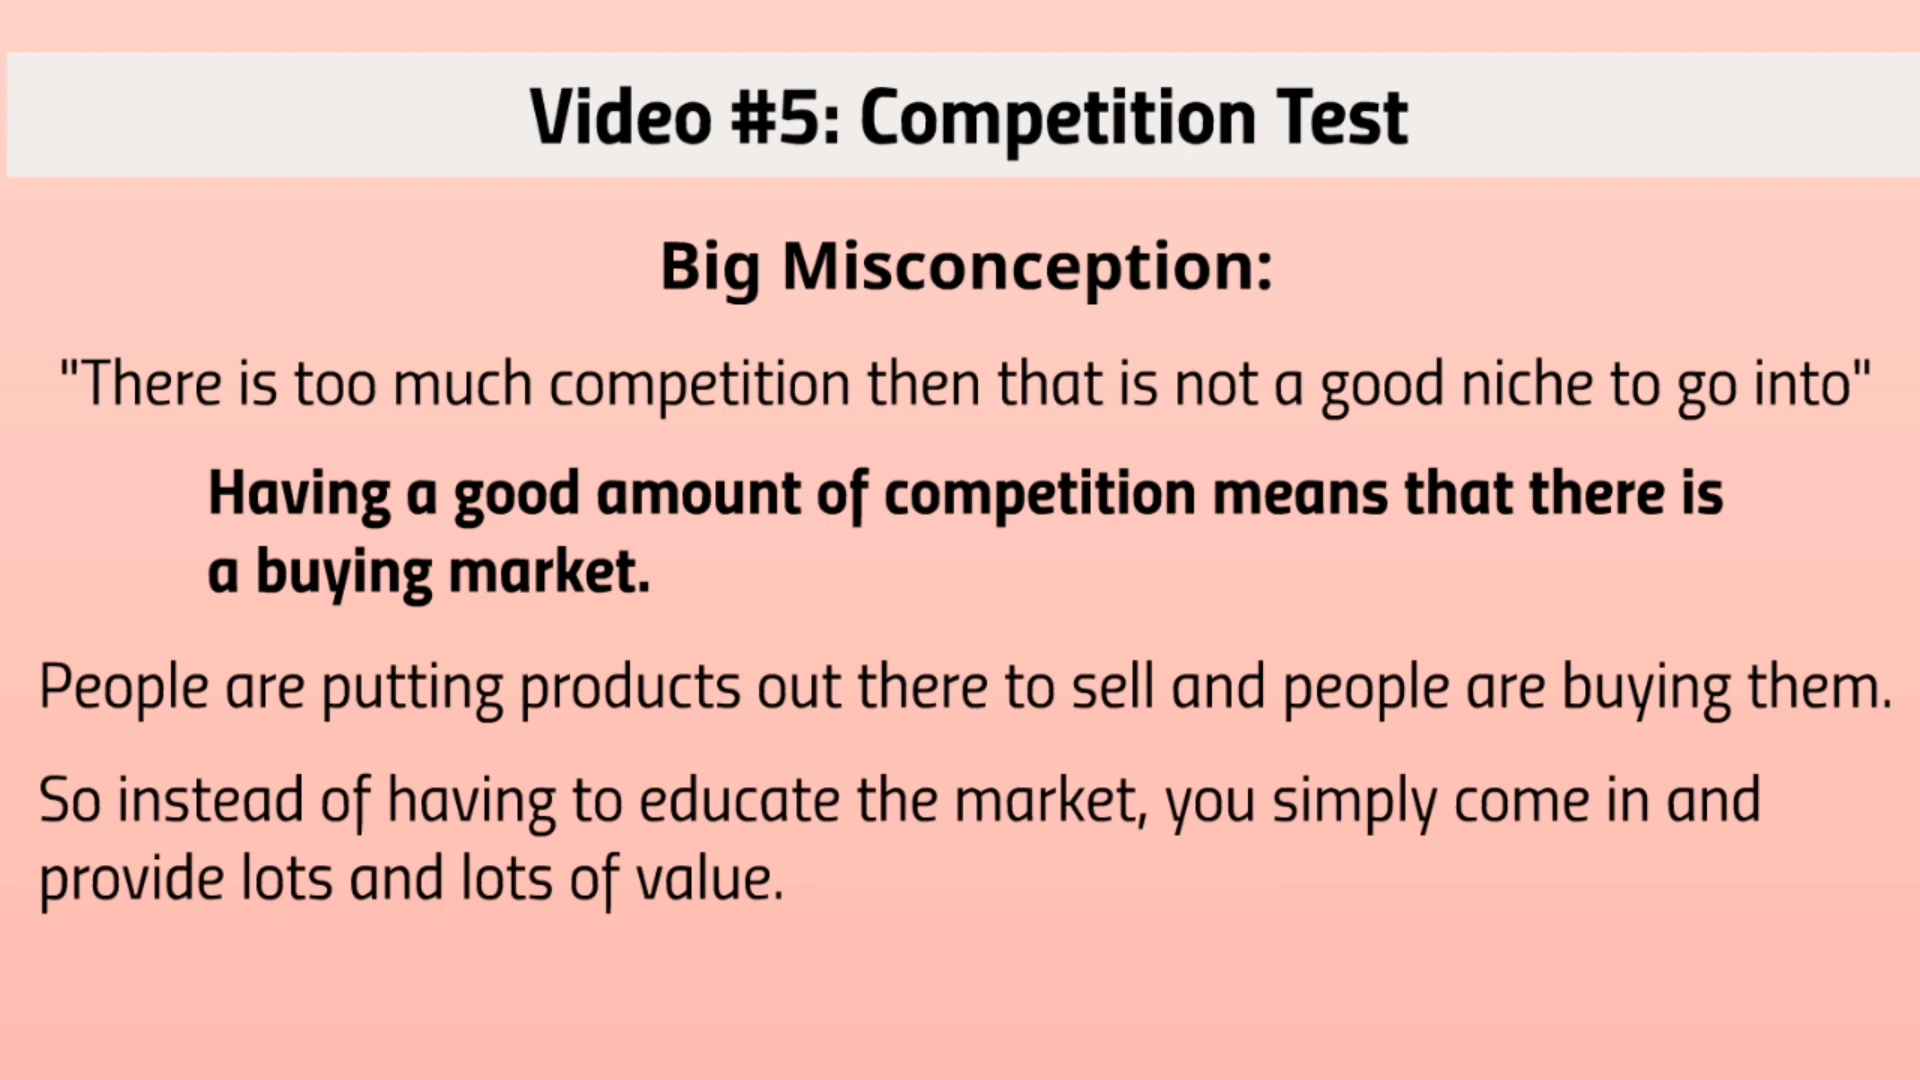 Video #5: Competition Test
Big Misconception:
"There is too much competition then that is not a good niche to go into"
Having a good amount of competition means that there is
a buying market.
People are putting products out there to sell and people are buying them.
So instead of having to educate the market, you simply come in and
provide lots and lots of value.